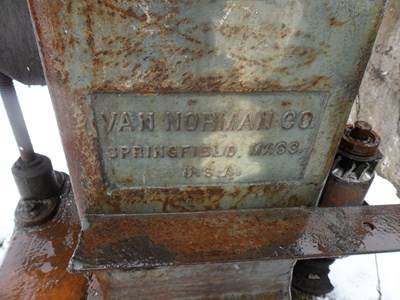 VAN NORMAN CO.
SPRINGFIELD, MASS.
U.S.A.